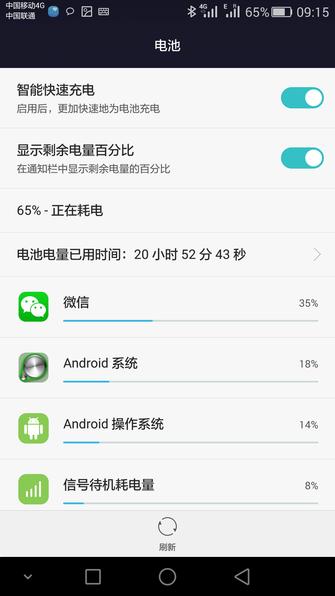 中国移动4G
中国联通
4G
E
H
65%
09:15
电池
智能快速充电
启用后，更加快速地为电池充电
显示剩余电量百分比
在通知栏中显示剩余电量的百分比
65% - 正在耗电
电池电量已用时间：20 小时 52 分 43 秒
微信
35%
Android 系统
18%
Android 操作系统
14%
信号待机耗电量
8%
刷新